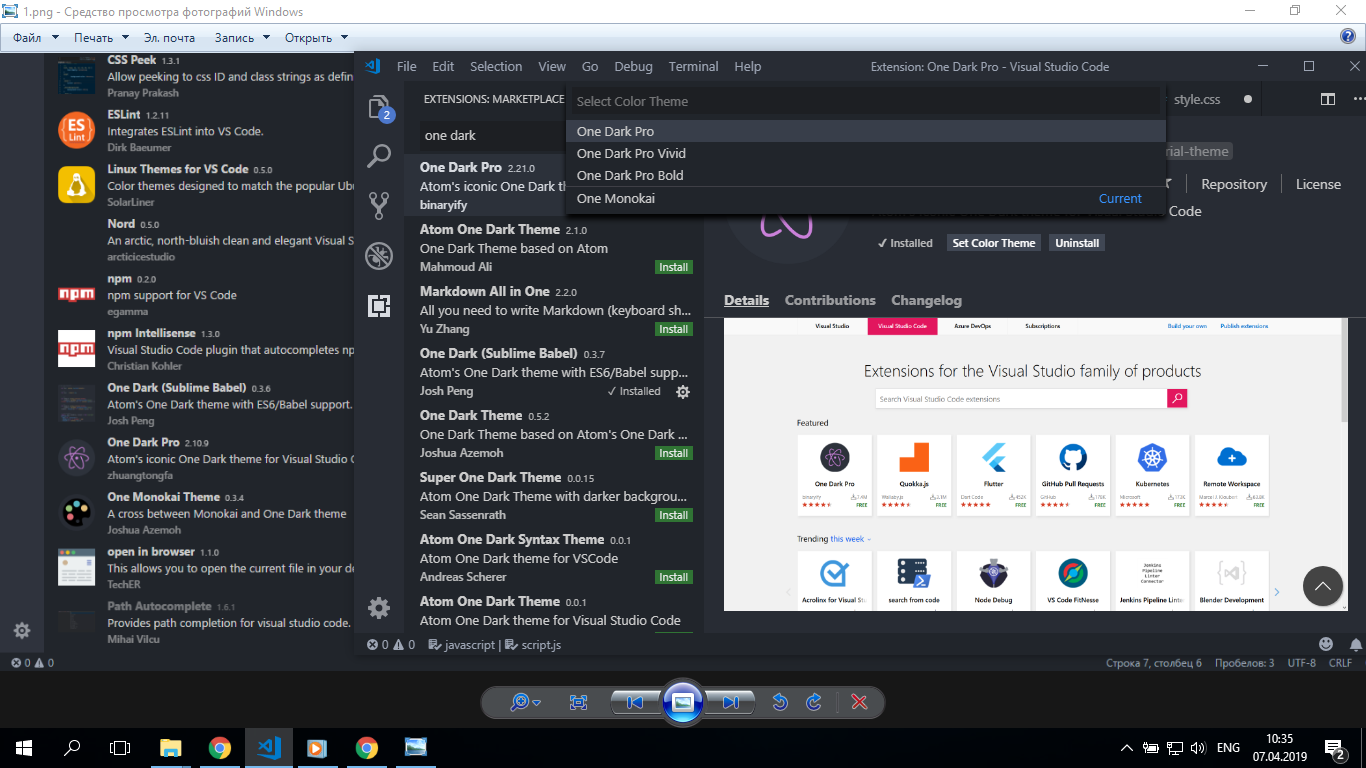 1.png - Средство просмотра фотографий Windows
Файл Печать Эл. почта Запись Открыть
CSS Peek 1.3.1
Allow peeking to css ID and class strings as defin
Pranay Prakash
ESLint 1.2.11
Integrates ESLint into VS Code.
Dirk Baeumer
Linux Themes for VS Code 0.5.0
Color themes designed to match the popular Ubu
SolarLiner
Nord 0.5.0
An arctic, north-bluish clean and elegant Visual S
arcticicestudio
npm 0.2.0
npm support for VS Code
egamma
npm Intellisense 1.3.0
Visual Studio Code plugin that autocompletes np
Christian Kohler
One Dark (Sublime Babel) 0.3.6
Atom's One Dark theme with ES6/Babel support.
Josh Peng
One Dark Pro 2.10.9
Atom's iconic One Dark theme for Visual Studio C
zhuangtongfa
One Monokai Theme 0.3.4
A cross between Monokai and One Dark theme
Joshua Azemoh
open in browser 1.1.0
This allows you to open the current file in your de
TechER
Path Autocomplete 1.6.1
Provides path completion for visual studio code.
Mihai Vilcu
0 0
File Edit Selection View Go Debug Terminal Help
Extension: One Dark Pro - Visual Studio Code
2
EXTENSIONS: MARKETPLACE
one dark
Select Color Theme
One Dark Pro
One Dark Pro Vivid
One Dark Pro Bold
One Monokai Current
style.css
One Dark Pro 2.21.0
Atom's iconic One Dark th
binaryify
Atom One Dark Theme 2.1.0
One Dark Theme based on Atom
Mahmoud Ali Install
Markdown All in One 2.2.0
All you need to write Markdown (keyboard sh...
Yu Zhang Install
One Dark (Sublime Babel) 0.3.7
Atom's One Dark theme with ES6/Babel supp...
Josh Peng ✓ Installed
One Dark Theme 0.5.2
One Dark Theme based on Atom's One Dark ...
Joshua Azemoh Install
Super One Dark Theme 0.0.15
Atom One Dark Theme with darker backgrou...
Sean Sassenrath Install
Atom One Dark Syntax Theme 0.0.1
Atom One Dark theme for VSCode
Andreas Scherer Install
Atom One Dark Theme 0.0.1
Atom One Dark theme for Visual Studio Code
rial-theme
Repository License
Code
✓ Installed Set Color Theme Uninstall
Details Contributions Changelog
Visual Studio Visual Studio Code Azure DevOps Subscriptions Build your own Publish extensions
Extensions for the Visual Studio family of products
Search Visual Studio Code extensions
Featured
One Dark Pro Quokka.js Flutter GitHub Pull Requests Kubernetes Remote Workspace
FREE FREE FREE FREE FREE FREE
Trending this week
Acrolinx for Visual St search from code Node Debug VS Code FitNesse Jenkins Pipeline Linte Blender Development
0 0 javascript | script.js
Строка 7, столбец 6 Пробелов: 3 UTF-8 CRLF
ENG
10:35
07.04.2019
2